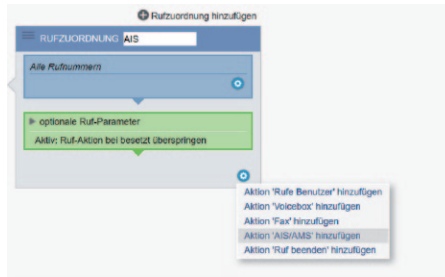 Rufzuordnung hinzufügen
RUFZUORDNUNG AIS
Alle Rufnummern
optionale Ruf-Parameter
Aktiv: Ruf-Aktion bei besetzt überspringen
Aktion 'Rufe Benutzer' hinzufügen
Aktion 'Voicebox' hinzufügen
Aktion 'Fax' hinzufügen
Aktion 'AIS/AMS' hinzufügen
Aktion 'Ruf beenden' hinzufügen